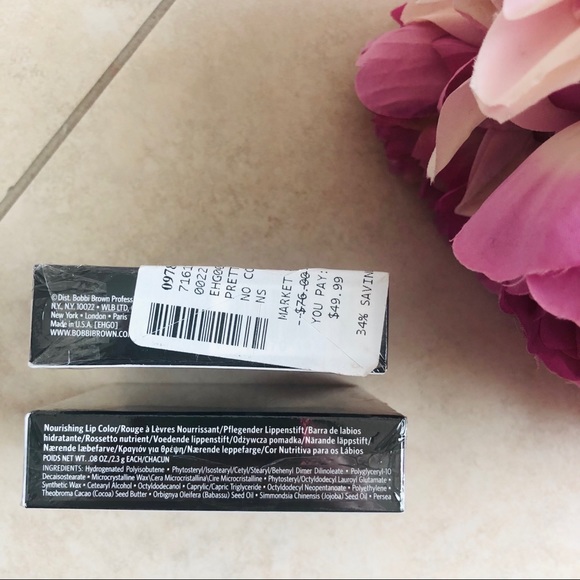 ©Dist. Bobbi Brown Profess
N.Y., N.Y. 10022 • WLB LTD,
New York • London • Paris
Made in U.S.A. [EHGO]
WWW.BOBBIBROWN.CO
0978
7161
0022
EHG0
PRET
NO CO
NS
MARKET
--$76.00
YOU PAY:
$49.99
34% SAVIN
Nourishing Lip Color/Rouge à Lèvres Nourrissant/Pflegender Lippenstift/Barra de labios
hidratante/Rossetto nutrient/Voedende lippenstift/Odżywcza pomadka/Närande läppstift/
Nærende læbefarve/Κραγιόν για θρέψη/Nærende leppefarge/Cor Nutritiva para os Lábios
POIDS NET WT. .08 OZ/2.3 g EACH/CHACUN
INGREDIENTS: Hydrogenated Polyisobutene • Phytosteryl/Isostearyl/Cetyl/Stearyl/Behenyl Dimer Dilinoleate • Polyglyceryl-10
Decaisostearate • Microcrystalline Wax\Cera Microcristallina\Cire Microcristalline • Phytosteryl/Octyldodecyl Lauroyl Glutamate •
Synthetic Wax • Cetearyl Alcohol • Octyldodecanol • Caprylic/Capric Triglyceride • Octyldodecyl Neopentanoate • Polyethylene •
Theobroma Cacao (Cocoa) Seed Butter • Orbignya Oleifera (Babassu) Seed Oil • Simmondsia Chinensis (Jojoba) Seed Oil • Persea